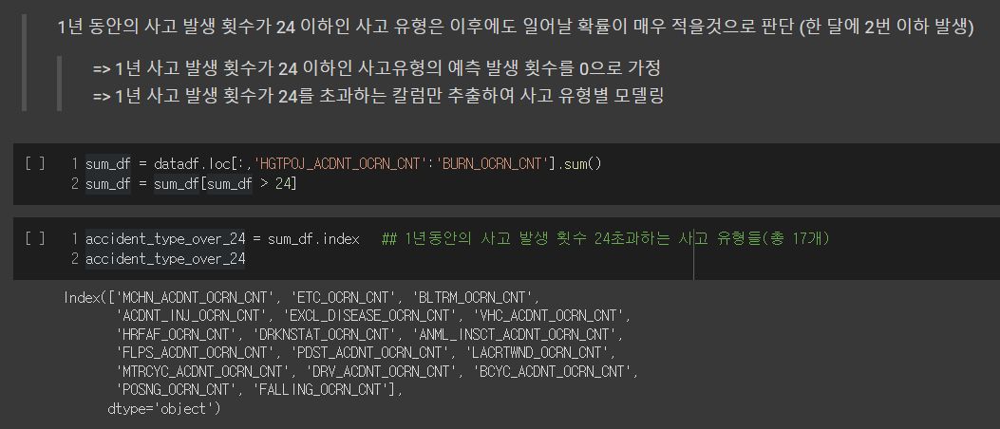 1년 동안의 사고 발생 횟수가 24 이하인 사고 유형은 이후에도 일어날 확률이 매우 적을것으로 판단 (한 달에 2번 이하 발생)
=> 1년 사고 발생 횟수가 24 이하인 사고유형의 예측 발생 횟수를 0으로 가정
=> 1년 사고 발생 횟수가 24를 초과하는 칼럼만 추출하여 사고 유형별 모델링
[ ] 1 sum_df = datadf.loc[:,'HGTPOJ_ACDNT_OCRN_CNT':'BURN_OCRN_CNT'].sum()
2 sum_df = sum_df[sum_df > 24]
[ ] 1 accident_type_over_24 = sum_df.index ## 1년동안의 사고 발생 횟수 24초과하는 사고 유형들(총 17개)
2 accident_type_over_24
Index(['MCHN_ACDNT_OCRN_CNT', 'ETC_OCRN_CNT', 'BLTRM_OCRN_CNT',
'ACDNT_INJ_OCRN_CNT', 'EXCL_DISEASE_OCRN_CNT', 'VHC_ACDNT_OCRN_CNT',
'HRFAF_OCRN_CNT', 'DRKNSTAT_OCRN_CNT', 'ANML_INSCT_ACDNT_OCRN_CNT',
'FLPS_ACDNT_OCRN_CNT', 'PDST_ACDNT_OCRN_CNT', 'LACRTWND_OCRN_CNT',
'MTRCYC_ACDNT_OCRN_CNT', 'DRV_ACDNT_OCRN_CNT', 'BCYC_ACDNT_OCRN_CNT',
'POSNG_OCRN_CNT', 'FALLING_OCRN_CNT'],
dtype='object')